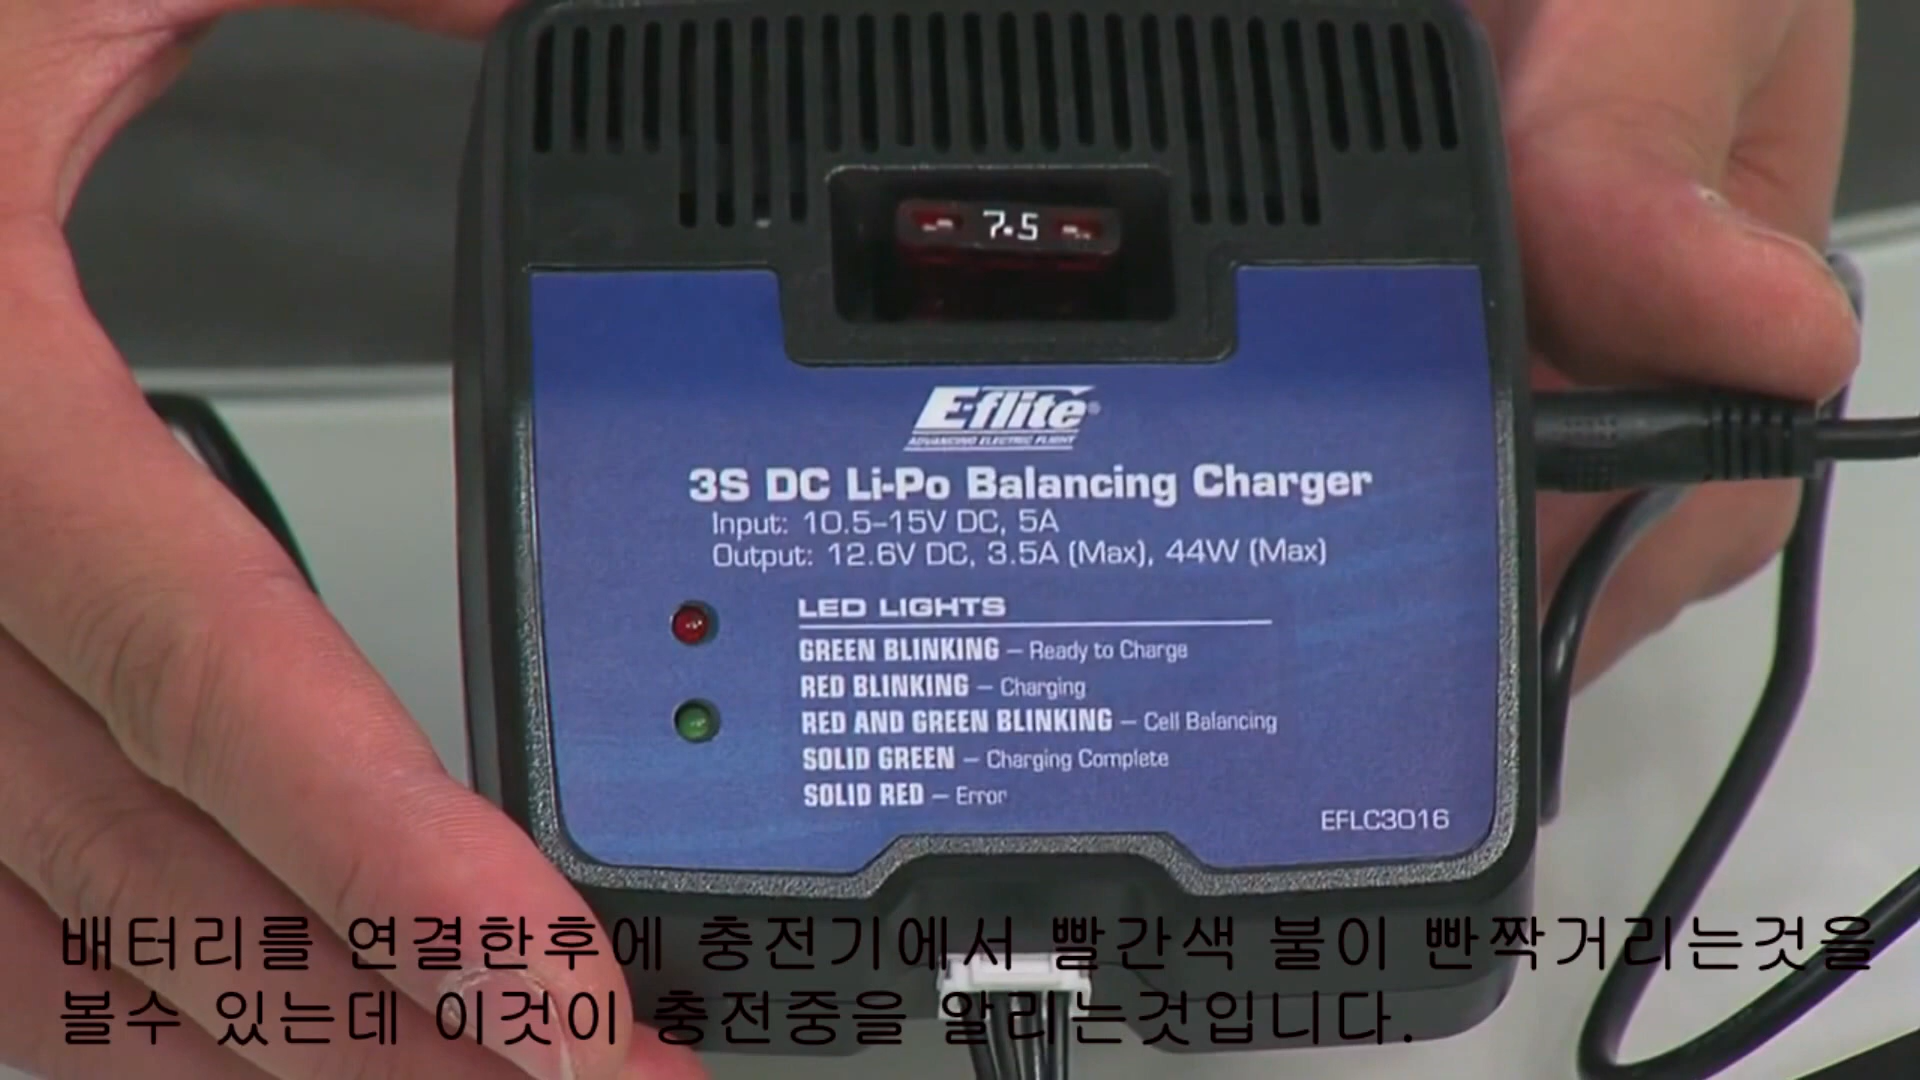 7.5
E-flite®
ADVANCING ELECTRIC FLIGHT
3S DC Li-Po Balancing Charger
Input: 10.5–15V DC, 5A
Output: 12.6V DC, 3.5A (Max), 44W (Max)
LED LIGHTS
GREEN BLINKING – Ready to Charge
RED BLINKING – Charging
RED AND GREEN BLINKING – Cell Balancing
SOLID GREEN – Charging Complete
SOLID RED – Error
EFLC3016
배터리를 연결한후에 충전기에서 빨간색 불이 빤짝거리는것을
볼수 있는데 이것이 충전중을 알리는것입니다.